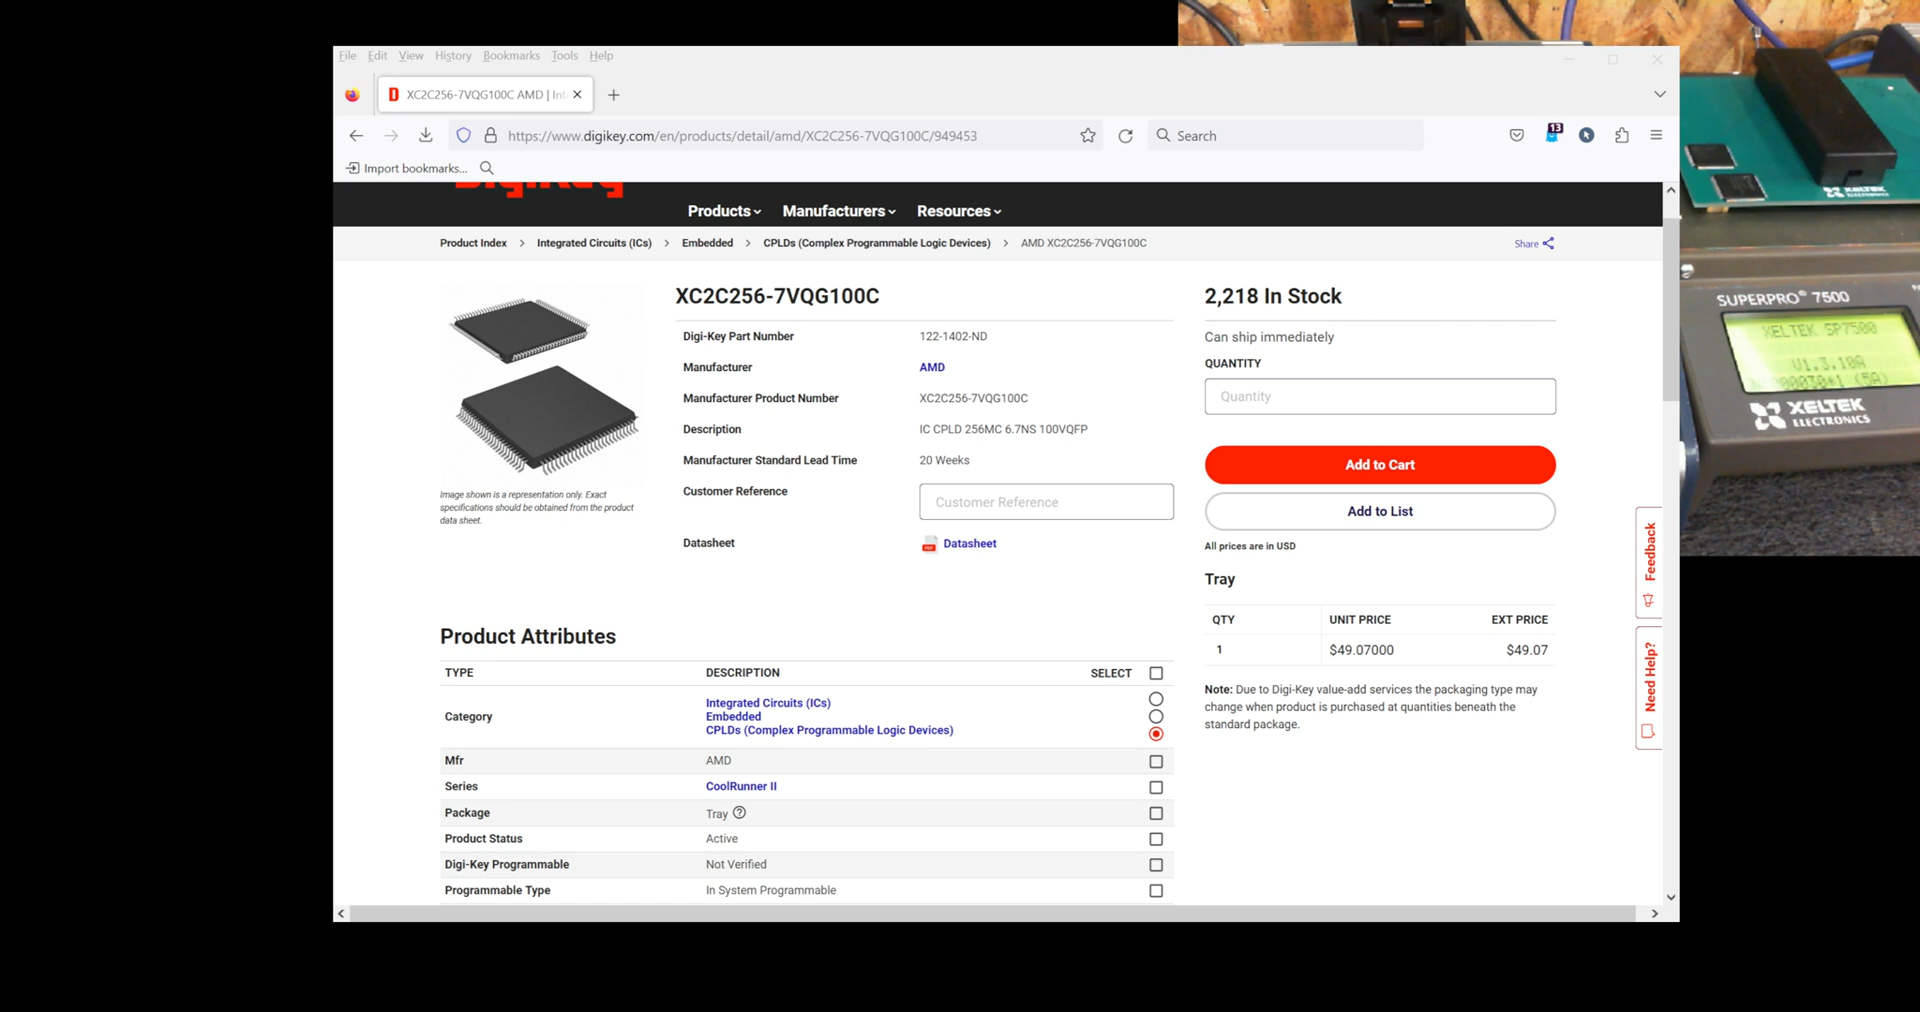 File Edit View History Bookmarks Tools Help
XC2C256-7VQG100C AMD | Int
https://www.digikey.com/en/products/detail/amd/XC2C256-7VQG100C/949453
Search
13
Import bookmarks...
DigiKey
Products Manufacturers Resources
Product Index > Integrated Circuits (ICs) > Embedded > CPLDs (Complex Programmable Logic Devices) > AMD XC2C256-7VQG100C
Share
Image shown is a representation only. Exact
specifications should be obtained from the product
data sheet.
XC2C256-7VQG100C
Digi-Key Part Number 122-1402-ND
Manufacturer AMD
Manufacturer Product Number XC2C256-7VQG100C
Description IC CPLD 256MC 6.7NS 100VQFP
Manufacturer Standard Lead Time 20 Weeks
Customer Reference Customer Reference
Datasheet PDF Datasheet
2,218 In Stock
Can ship immediately
QUANTITY
Quantity
Add to Cart
Add to List
All prices are in USD
Tray
QTY UNIT PRICE EXT PRICE
1 $49.07000 $49.07
Note: Due to Digi-Key value-add services the packaging type may
change when product is purchased at quantities beneath the
standard package.
Product Attributes
TYPE DESCRIPTION SELECT
Category Integrated Circuits (ICs)
Embedded
CPLDs (Complex Programmable Logic Devices)
Mfr AMD
Series CoolRunner II
Package Tray
Product Status Active
Digi-Key Programmable Not Verified
Programmable Type In System Programmable
Feedback
Need Help?
XELTEK
SUPERPRO® 7500
XELTEK SP7500
V1.3.10A
XELTEK
ELECTRONICS